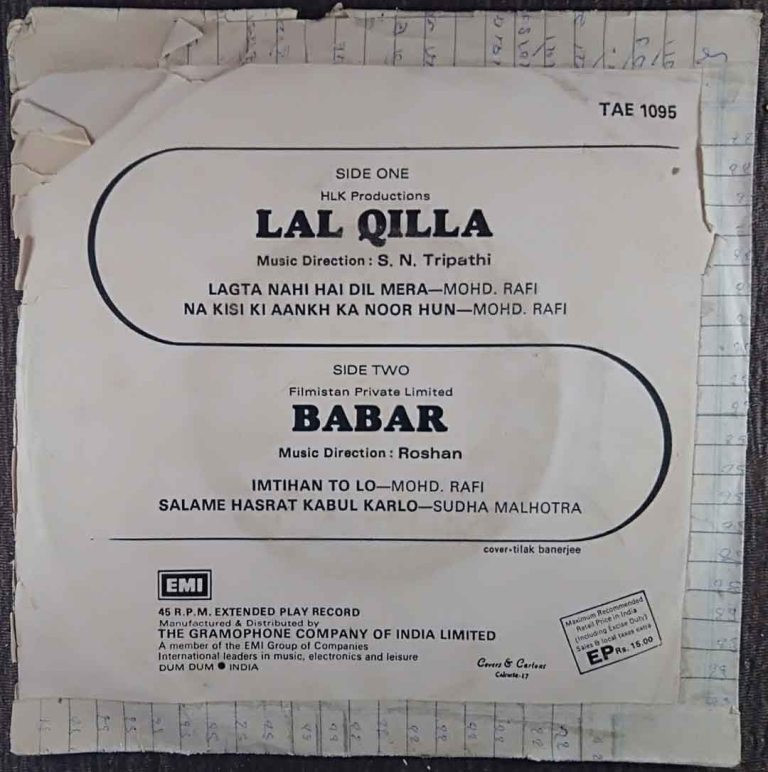 TAE 1095
SIDE ONE
HLK Productions
LAL QILLA
Music Direction : S. N. Tripathi
LAGTA NAHI HAI DIL MERA—MOHD. RAFI
NA KISI KI AANKH KA NOOR HUN—MOHD. RAFI
SIDE TWO
Filmistan Private Limited
BABAR
Music Direction : Roshan
IMTIHAN TO LO—MOHD. RAFI
SALAME HASRAT KABUL KARLO—SUDHA MALHOTRA
cover-tilak banerjee
EMI
45 R.P.M. EXTENDED PLAY RECORD
Manufactured & Distributed by
THE GRAMOPHONE COMPANY OF INDIA LIMITED
A member of the EMI Group of Companies
International leaders in music, electronics and leisure
DUM DUM ● INDIA
Covers & Cartons
Calcutta-17
Maximum Recommended
Retail Price in India
(Including Excise Duty)
Sales & local taxes extra
EP Rs. 15.00